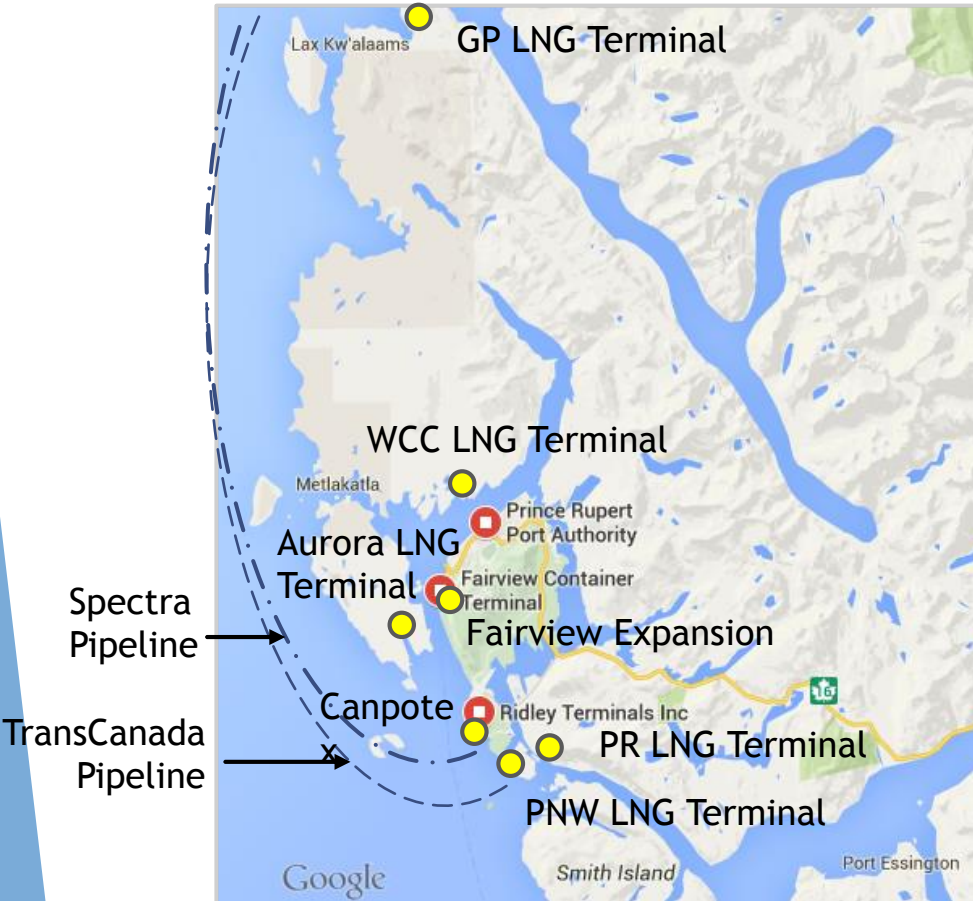 Lax Kw'alaams
GP LNG Terminal
WCC LNG Terminal
Metlakatla
Prince Rupert
Port Authority
Aurora LNG
Terminal
Fairview Container
Terminal
Fairview Expansion
Spectra
Pipeline
Canpote
Ridley Terminals Inc
16
TransCanada
Pipeline
x
PR LNG Terminal
PNW LNG Terminal
Google
Smith Island
Port Essington